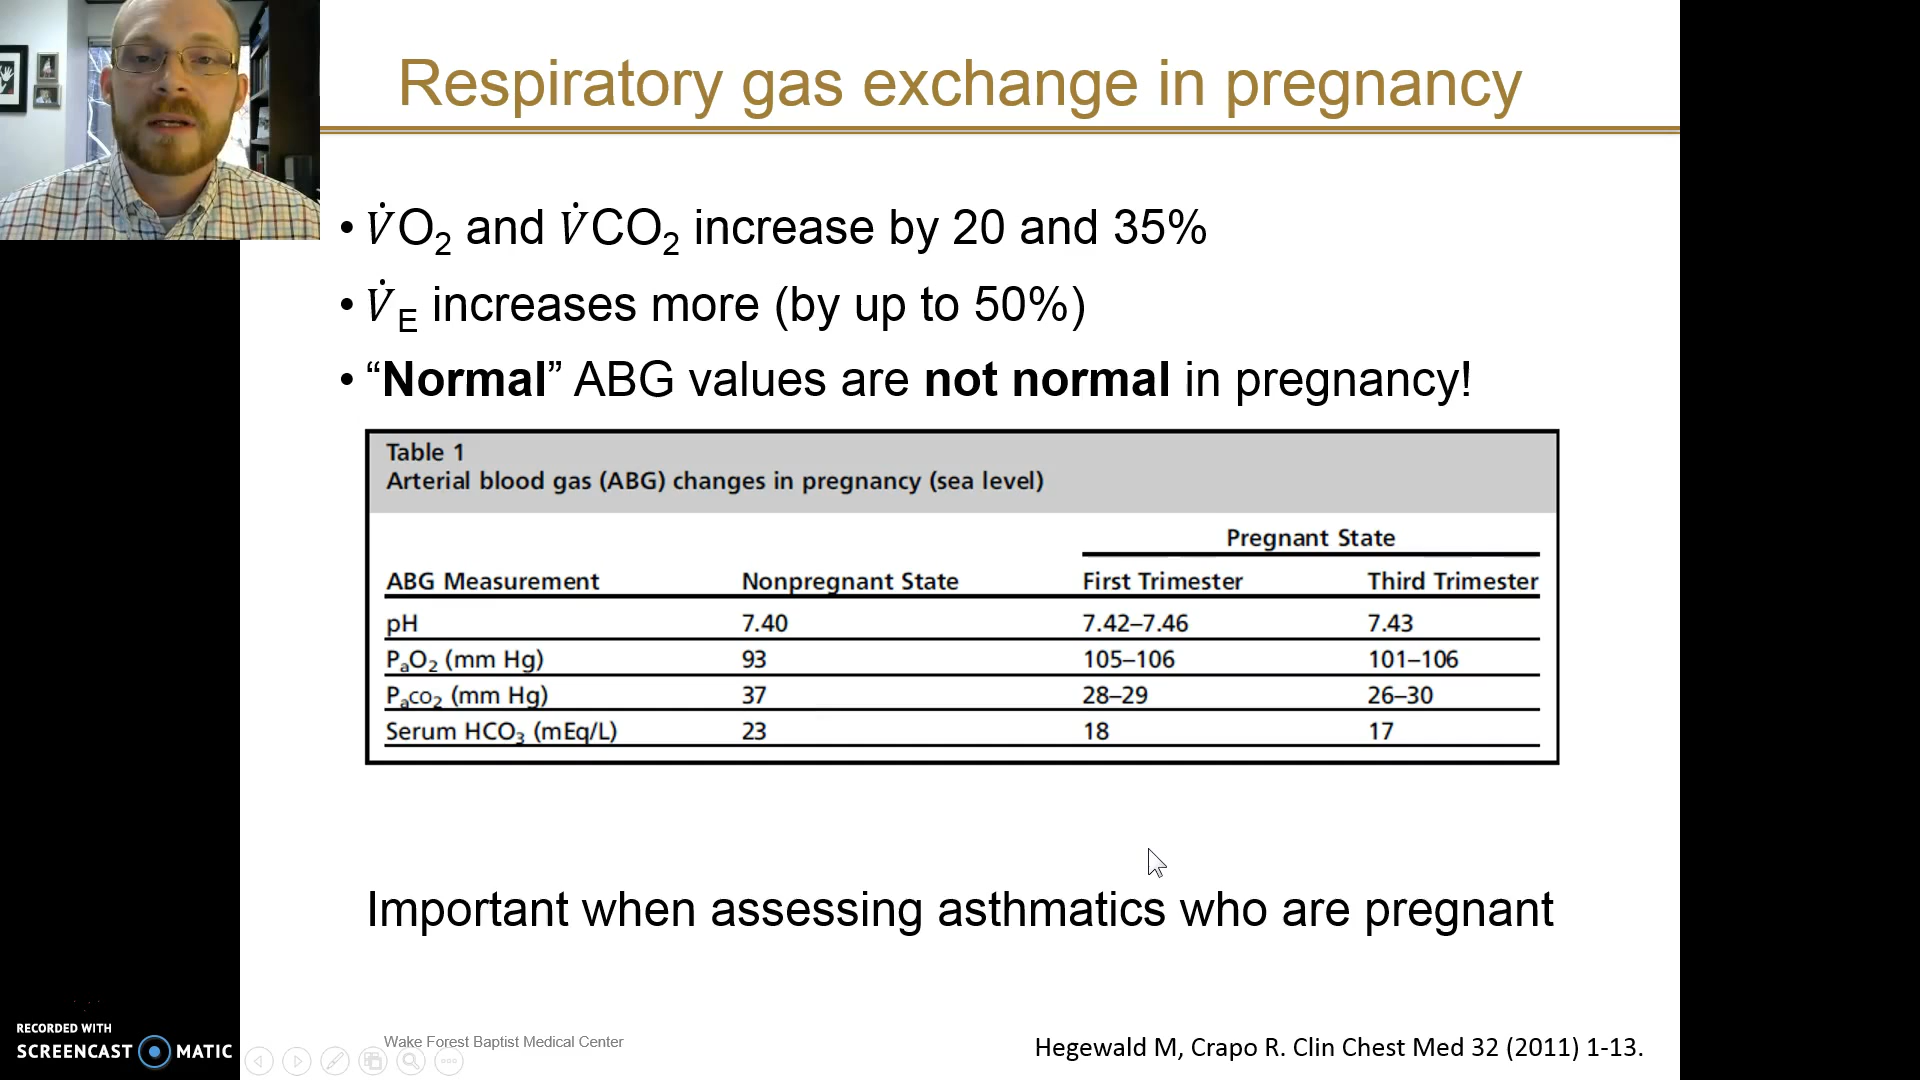 Respiratory gas exchange in pregnancy
• V̇O₂ and V̇CO₂ increase by 20 and 35%
• V̇E increases more (by up to 50%)
• “Normal” ABG values are not normal in pregnancy!
Table 1
Arterial blood gas (ABG) changes in pregnancy (sea level)
Pregnant State
ABG Measurement Nonpregnant State First Trimester Third Trimester
pH 7.40 7.42–7.46 7.43
PaO₂ (mm Hg) 93 105–106 101–106
PaCO₂ (mm Hg) 37 28–29 26–30
Serum HCO₃ (mEq/L) 23 18 17
Important when assessing asthmatics who are pregnant
RECORDED WITH
SCREENCAST MATIC
Wake Forest Baptist Medical Center
Hegewald M, Crapo R. Clin Chest Med 32 (2011) 1-13.